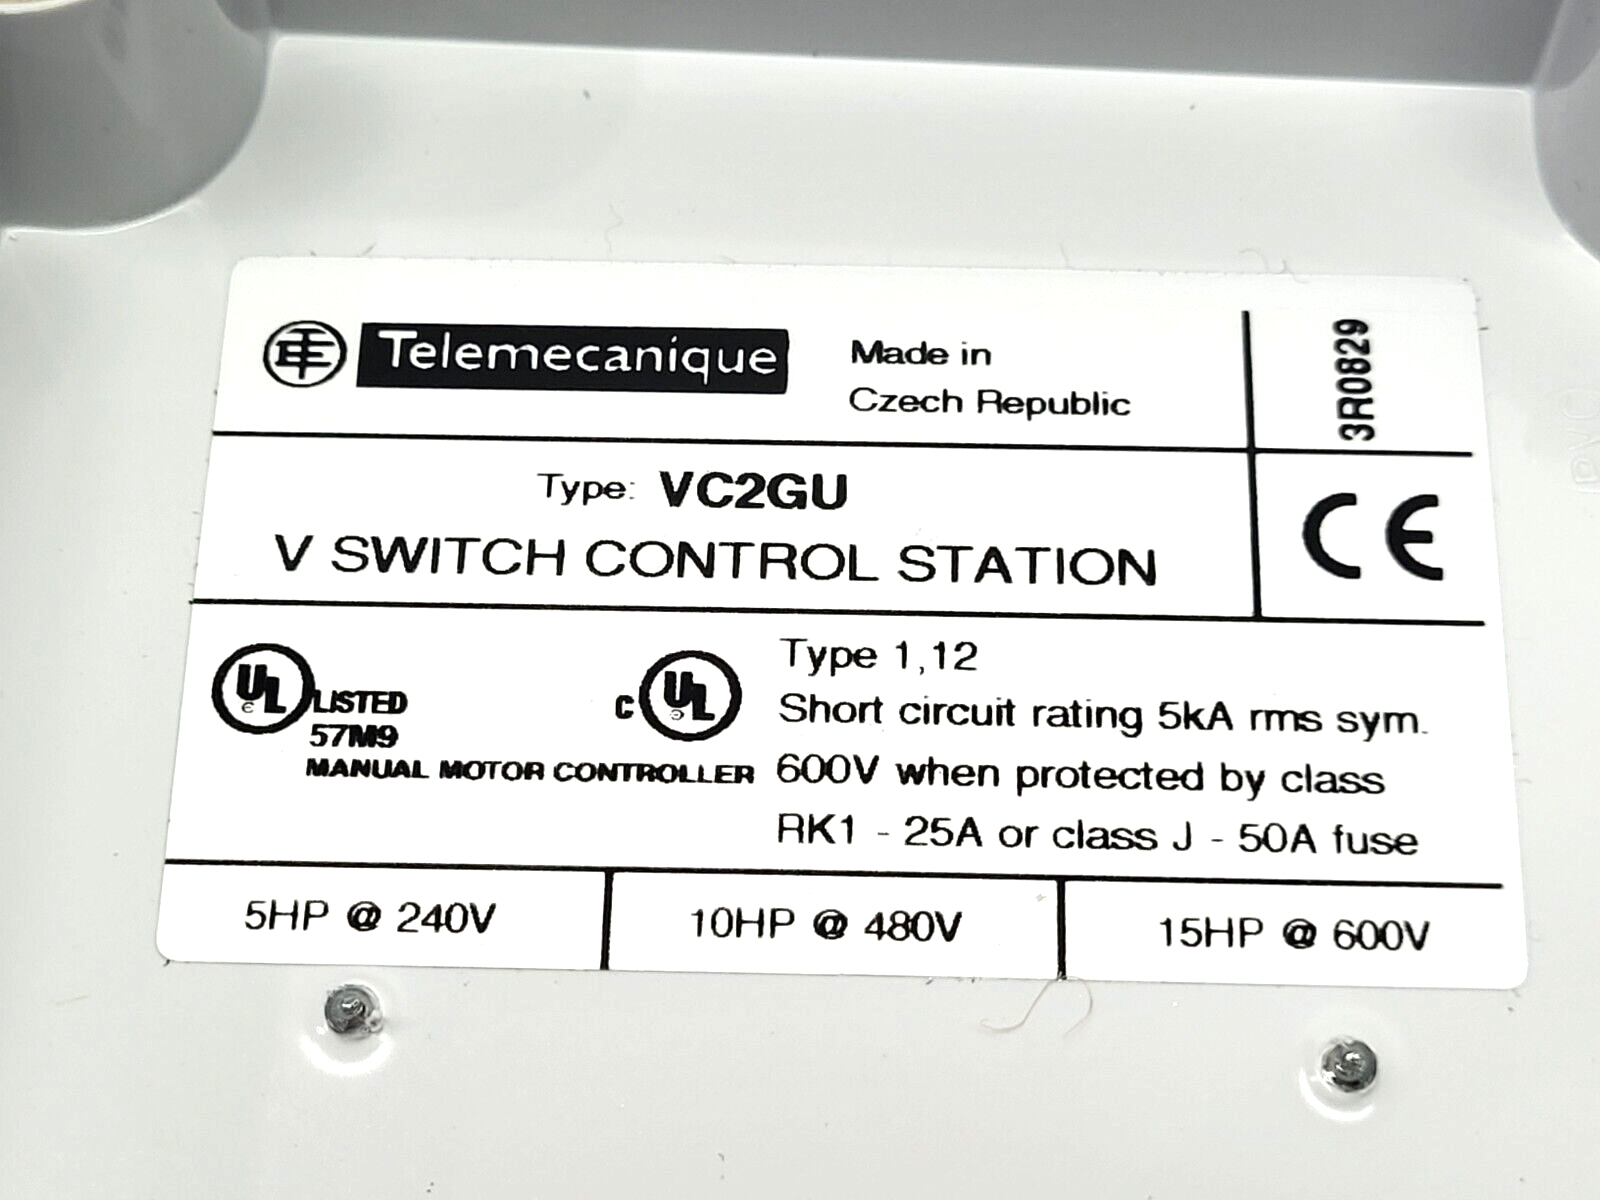 Telemecanique
Made in
Czech Republic
3R0829
Type: VC2GU
V SWITCH CONTROL STATION
CE
UL LISTED
57M9
MANUAL MOTOR CONTROLLER
C UL
Type 1,12
Short circuit rating 5kA rms sym.
600V when protected by class
RK1 - 25A or class J - 50A fuse
5HP @ 240V
10HP @ 480V
15HP @ 600V